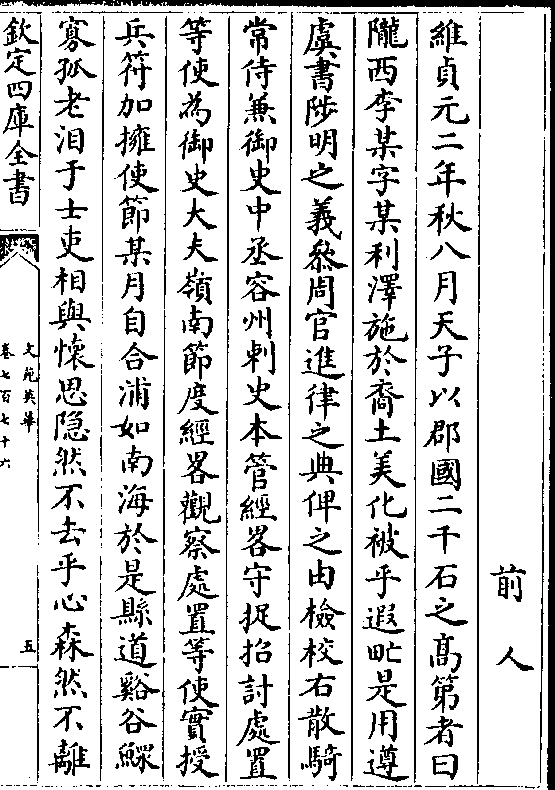 前人
維貞元二年秋八月天子以郡國二千石之髙第者曰
隴西李某字某利澤施於裔土美化被乎遐甿是用遵
虞書陟明之義叅周官進律之典俾之由檢校右散騎
常侍兼御史中丞容州刺史本管經畧守捉招討處置
等使為御史大夫嶺南節度經畧觀察處置等使實授
兵符加擁使節某月自合浦如南海於是縣道谿谷鰥
寡孤老洎于士吏相與懷思隠然不去乎心森然不離
欽定四庫全書
文苑英華
卷七百七十六
五